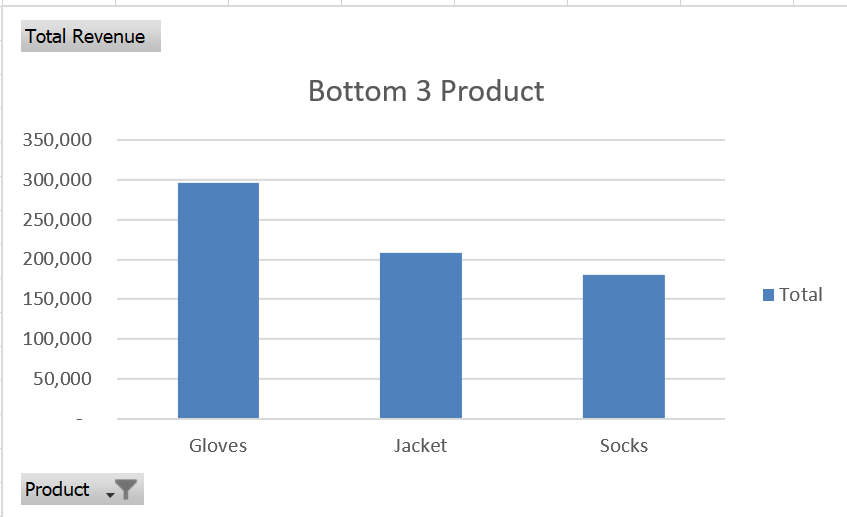 Total Revenue
Bottom 3 Product
350,000
300,000
250,000
200,000
150,000
100,000
50,000
-
Gloves Jacket Socks
Total
Product